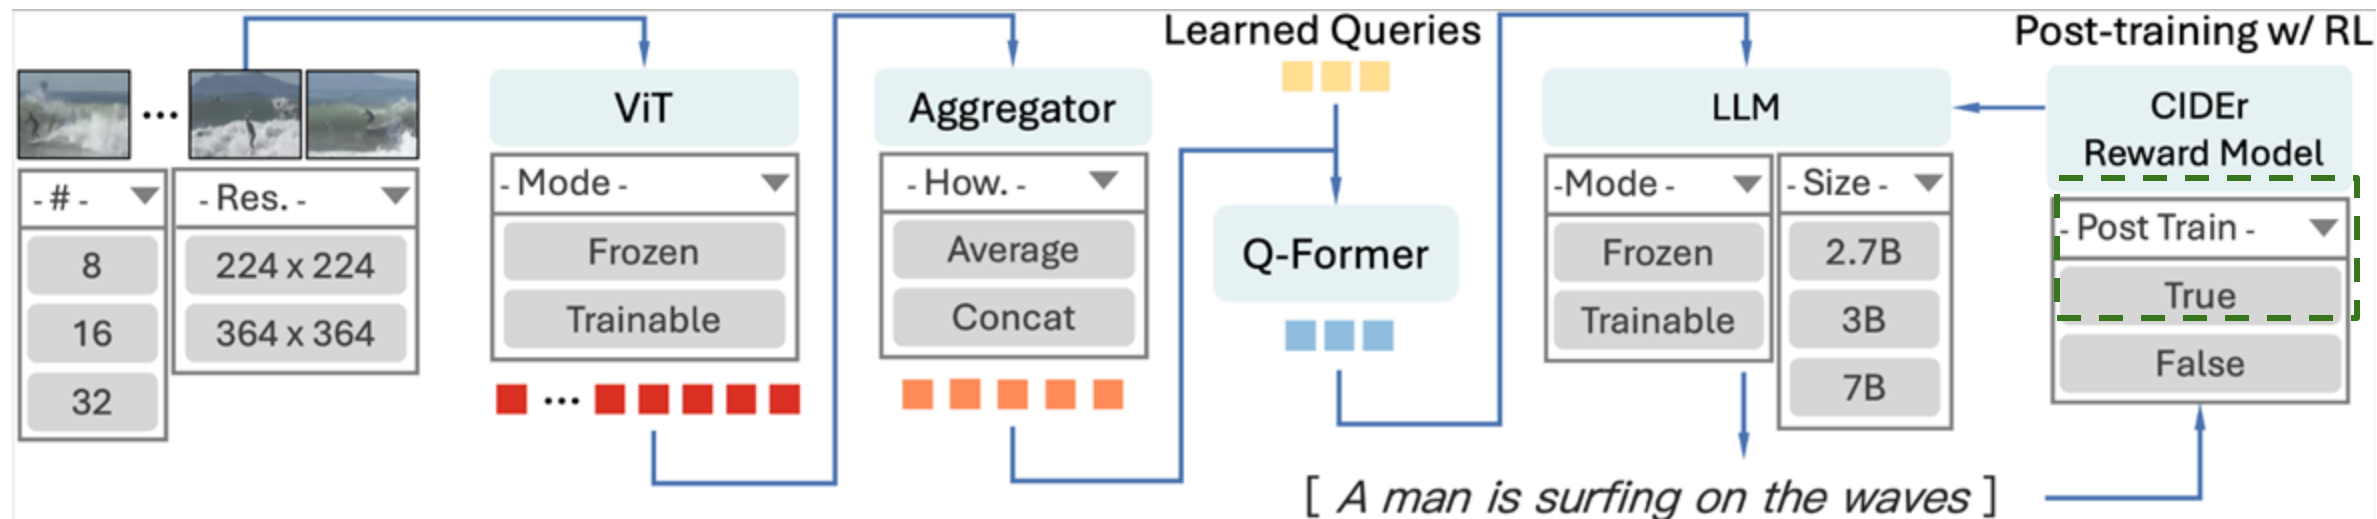 Learned Queries
Post-training w/ RL
...
ViT
Aggregator
LLM
CIDEr
Reward Model
- # -
- Res. -
- Mode -
- How. -
Q-Former
-Mode -
- Size -
- Post Train -
8
224 x 224
Frozen
Average
Frozen
2.7B
True
16
364 x 364
Trainable
Concat
Trainable
3B
False
32
...
7B
[ A man is surfing on the waves ]